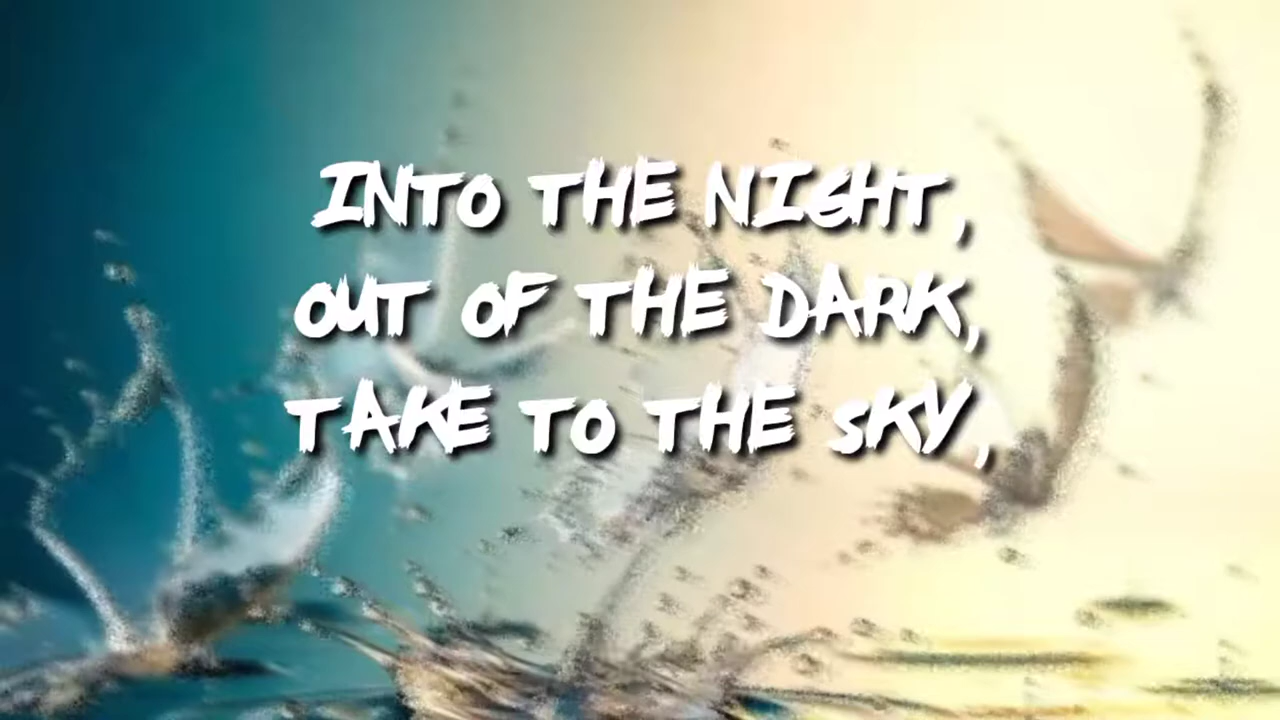 INTO THE NIGHT,
OUT OF THE DARK,
TAKE TO THE SKY,